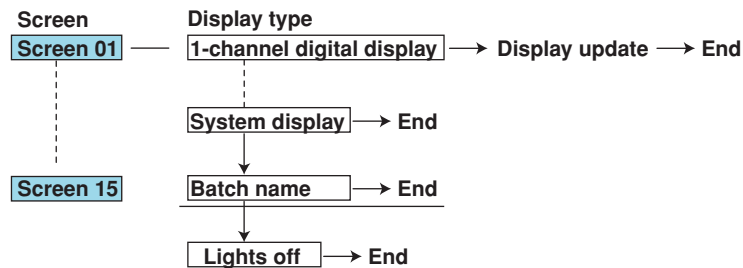 Screen Display type
Screen 01 1-channel digital display Display update End
System display End
Screen 15 Batch name End
Lights off End